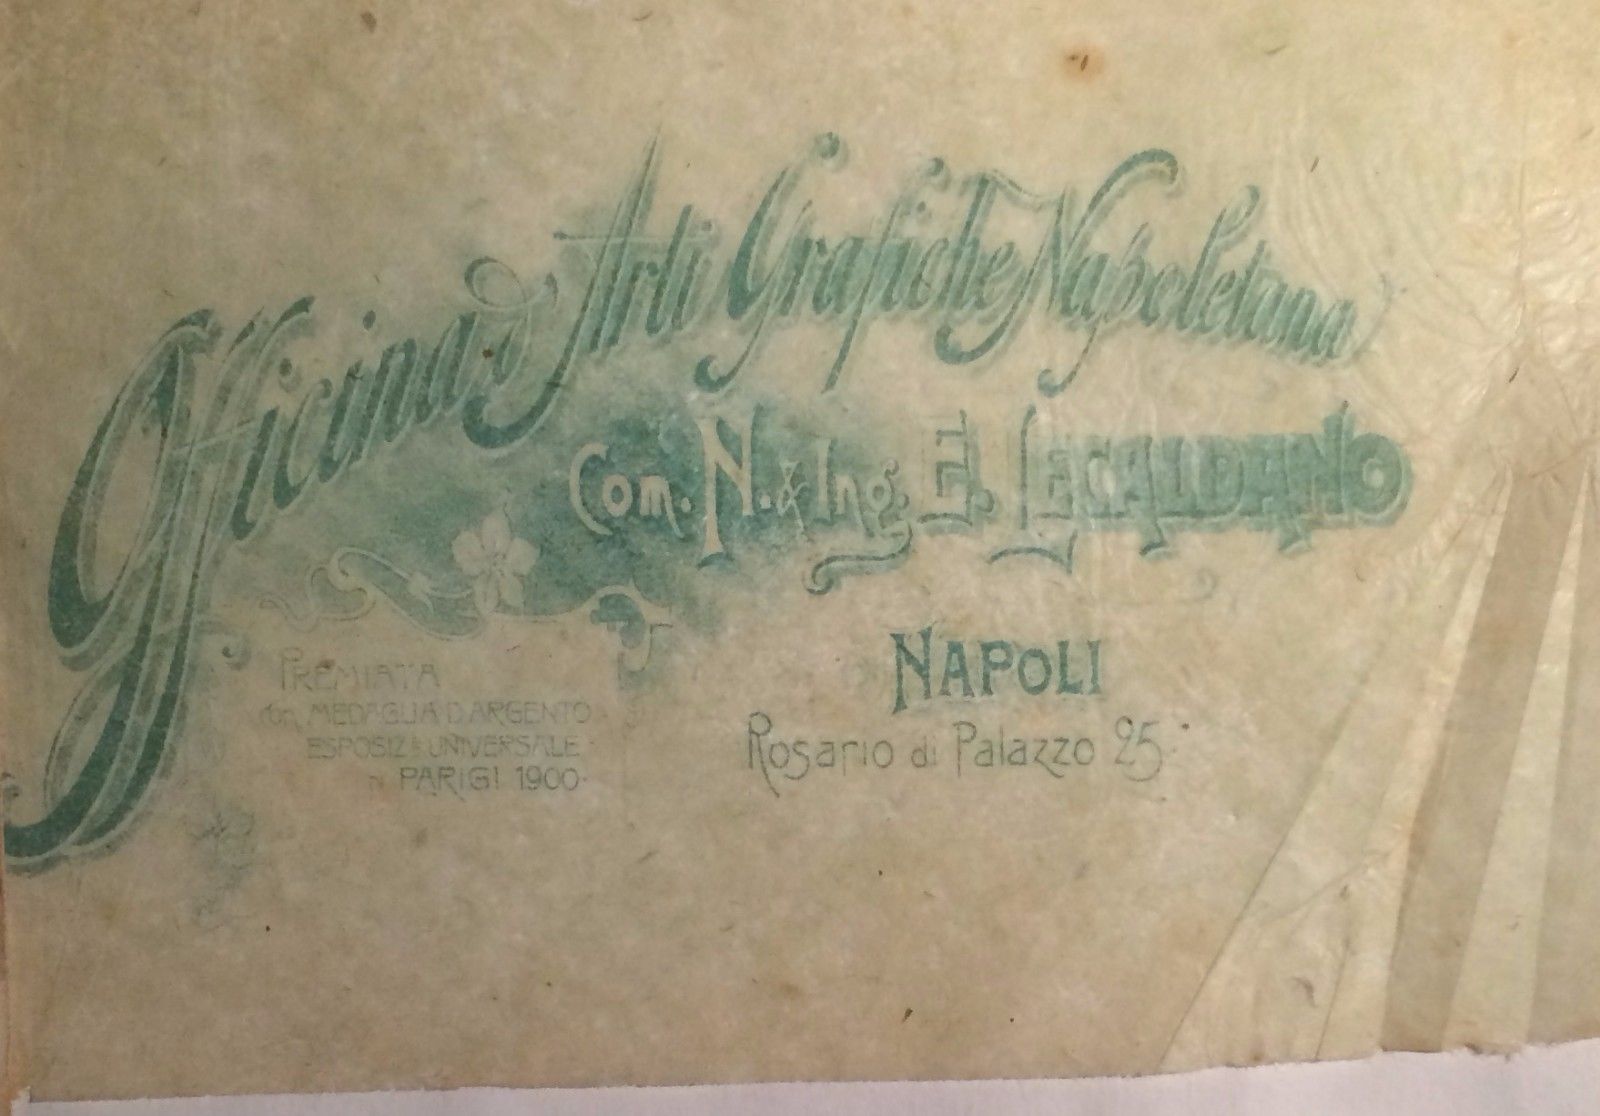 Officina d'Arti Grafiche Napoletana
Com. N. & Ing. E. LECALDANO
NAPOLI
Rosario di Palazzo 25
PREMIATA
con MEDAGLIA D'ARGENTO
ESPOSIZ. UNIVERSALE
PARIGI 1900